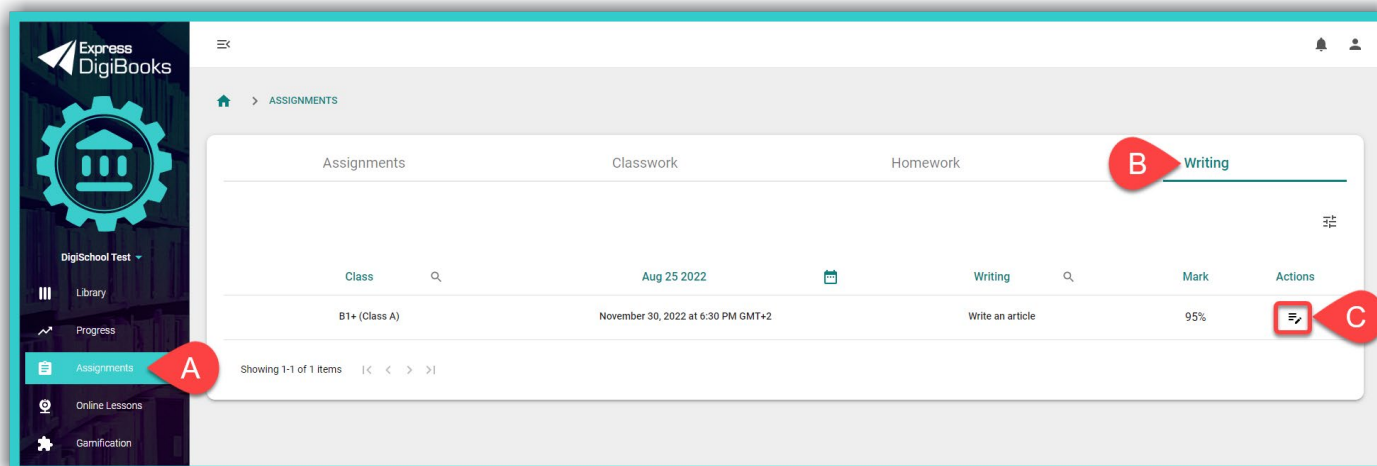 Express
DigiBooks
ASSIGNMENTS
Assignments Classwork Homework B Writing
DigiSchool Test
Class Aug 25 2022 Writing Mark Actions
Library
B1+ (Class A) November 30, 2022 at 6:30 PM GMT+2 Write an article 95% C
Progress
Assignments A
Showing 1-1 of 1 items |< < > >|
Online Lessons
Gamification